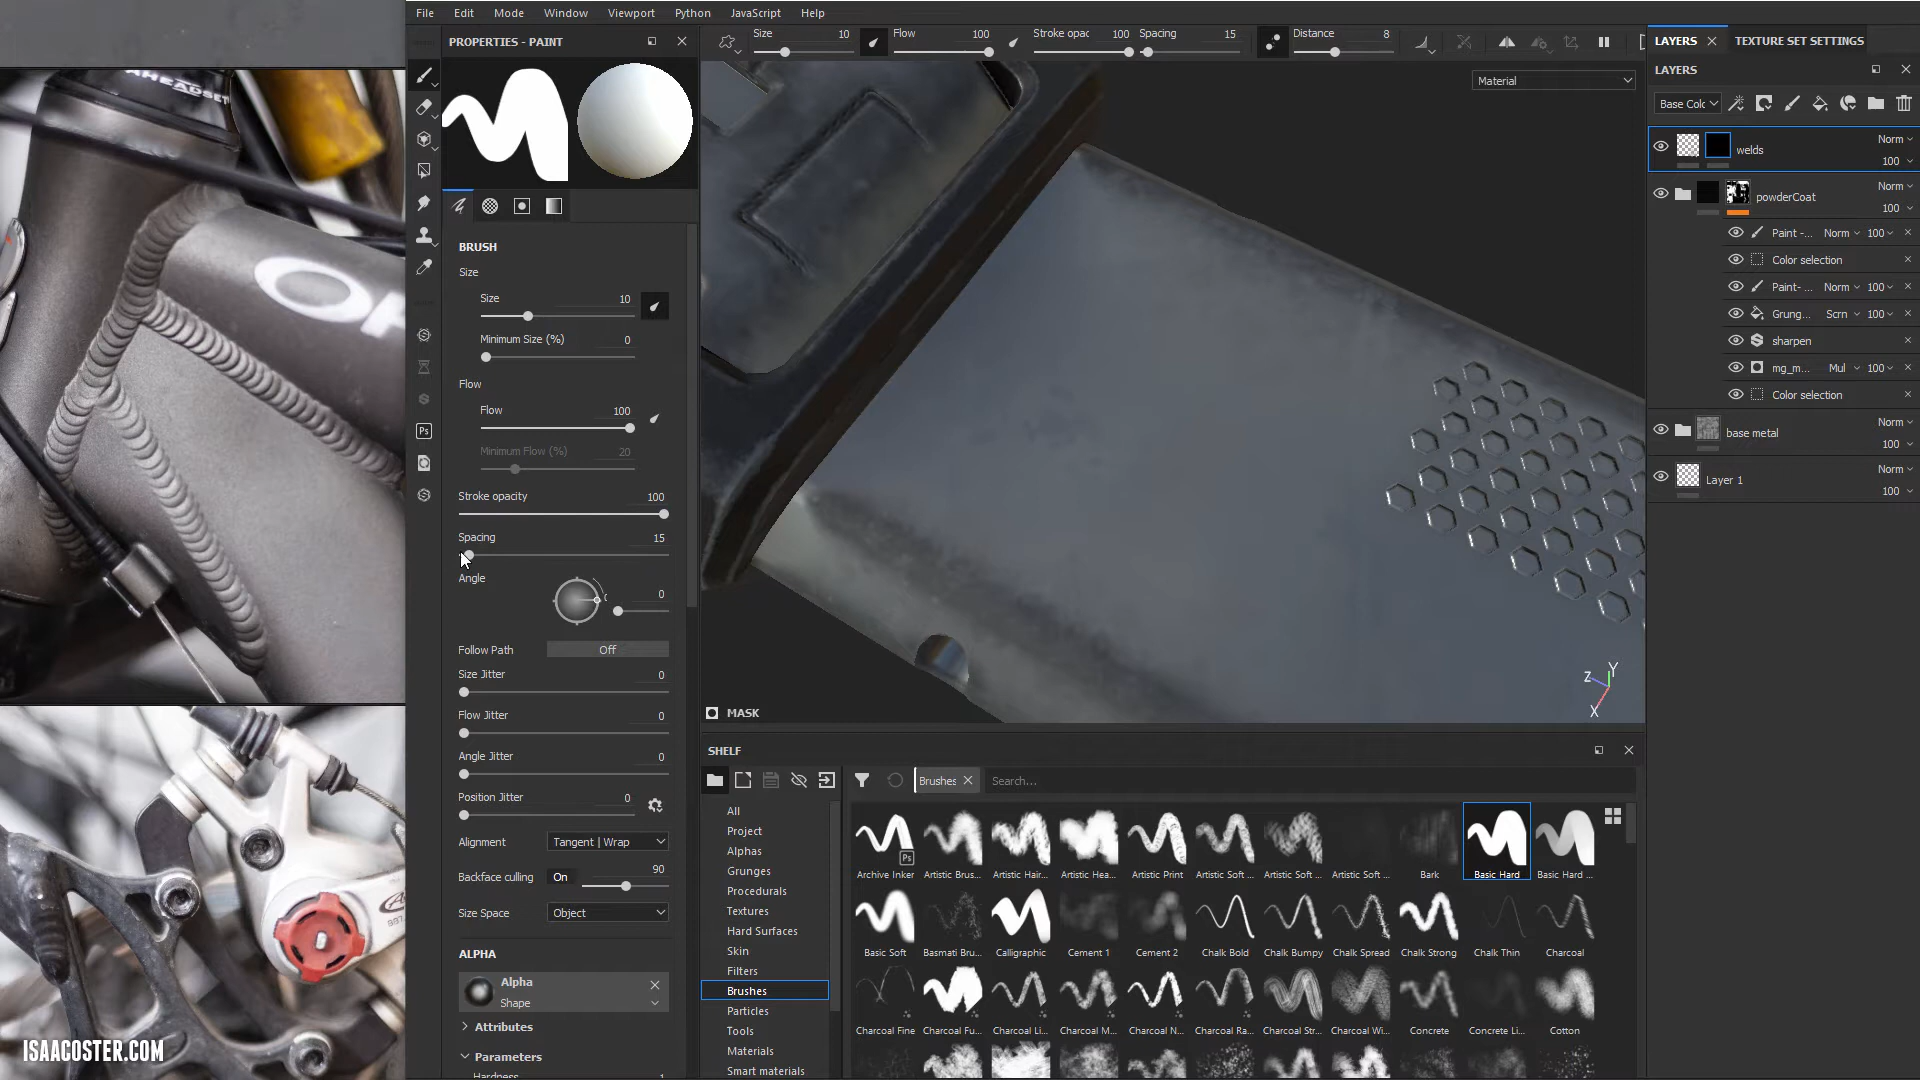 File Edit Mode Window Viewport Python JavaScript Help
PROPERTIES - PAINT
Size 10
Flow 100
Stroke opac 100
Spacing 15
Distance 8
Material
BRUSH
Size
Size 10
Minimum Size (%) 0
Flow
Flow 100
Minimum Flow (%) 20
Stroke opacity 100
Spacing 15
Angle
0
Follow Path Off
Size Jitter 0
Flow Jitter 0
Angle Jitter 0
Position Jitter 0
Alignment Tangent | Wrap
Backface culling On 90
Size Space Object
ALPHA
Alpha
Shape
Attributes
Parameters
Hardness 1
AHEADSET
ISAACOSTER.COM
Ps
MASK
Z Y
X
SHELF
Brushes
Search...
All
Project
Alphas
Grunges
Procedurals
Textures
Hard Surfaces
Skin
Filters
Brushes
Particles
Tools
Materials
Smart materials
Ps
Archive Inker Artistic Brus... Artistic Hair... Artistic Hea... Artistic Print Artistic Soft ... Artistic Soft ... Artistic Soft ... Bark Basic Hard Basic Hard ...
Basic Soft Basmati Bru... Calligraphic Cement 1 Cement 2 Chalk Bold Chalk Bumpy Chalk Spread Chalk Strong Chalk Thin Charcoal
Charcoal Fine Charcoal Fu... Charcoal Li... Charcoal M... Charcoal N... Charcoal Ra... Charcoal Str... Charcoal Wi... Concrete Concrete Li... Cotton
LAYERS TEXTURE SET SETTINGS
LAYERS
Base Colc
welds Norm 100
powderCoat Norm 100
Paint -... Norm 100
Color selection
Paint- ... Norm 100
Grung... Scrn 100
sharpen
mg_m... Mul 100
Color selection
base metal Norm 100
Layer 1 Norm 100